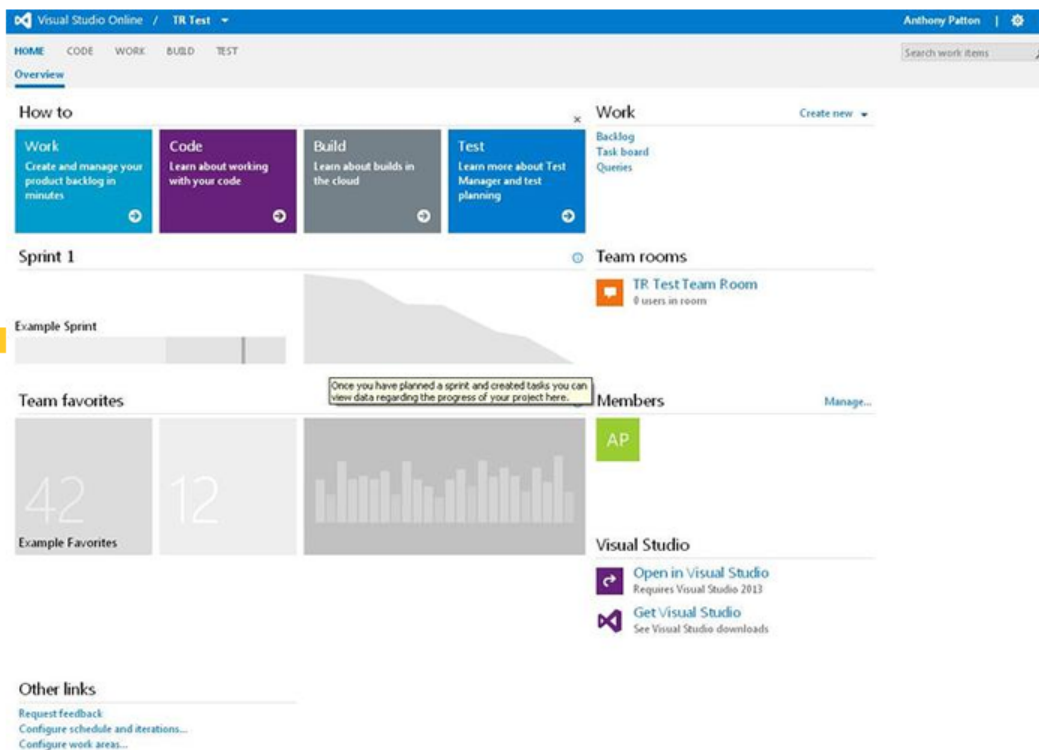 Visual Studio Online / TR Test
Anthony Patton |
HOME CODE WORK BUILD TEST
Search work items
Overview
How to
Work
Create and manage your
product backlog in
minutes
Code
Learn about working
with your code
Build
Learn about builds in
the cloud
Test
Learn more about Test
Manager and test
planning
Work
Create new
Backlog
Task board
Queries
Sprint 1
Example Sprint
Once you have planned a sprint and created tasks you can
view data regarding the progress of your project here.
Team rooms
TR Test Team Room
0 users in room
Team favorites
42
Example Favorites
12
Members
Manage...
AP
Visual Studio
Open in Visual Studio
Requires Visual Studio 2013
Get Visual Studio
See Visual Studio downloads
Other links
Request feedback
Configure schedule and iterations...
Configure work areas...